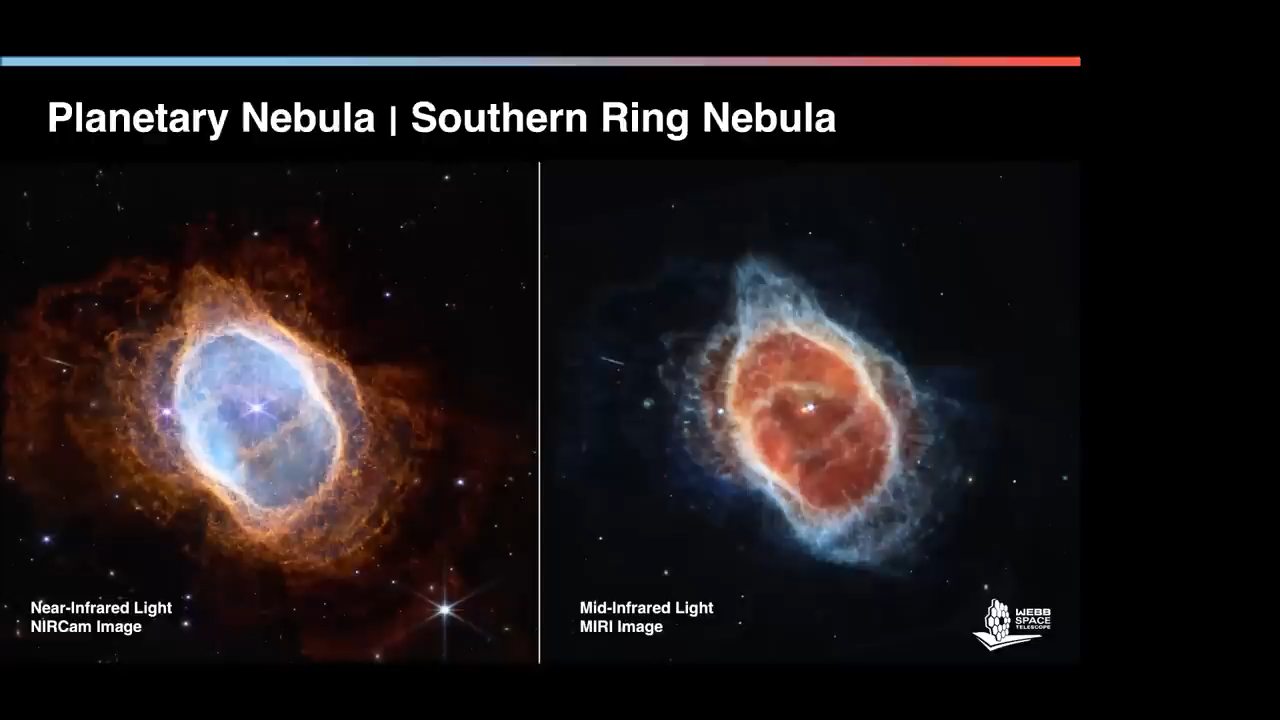 Planetary Nebula | Southern Ring Nebula
Near-Infrared Light
NIRCam Image
Mid-Infrared Light
MIRI Image
WEBB
SPACE
TELESCOPE